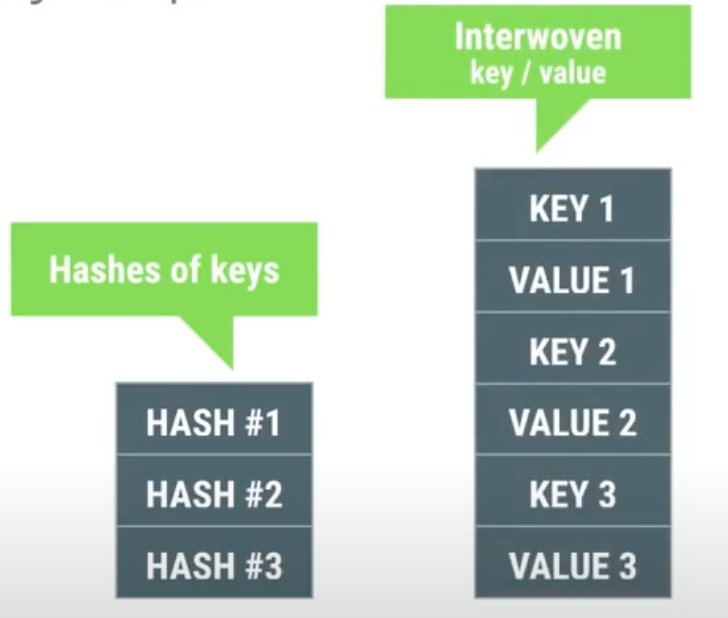 Interwoven
key / value
KEY 1
VALUE 1
Hashes of keys
KEY 2
HASH #1
VALUE 2
HASH #2
KEY 3
HASH #3
VALUE 3